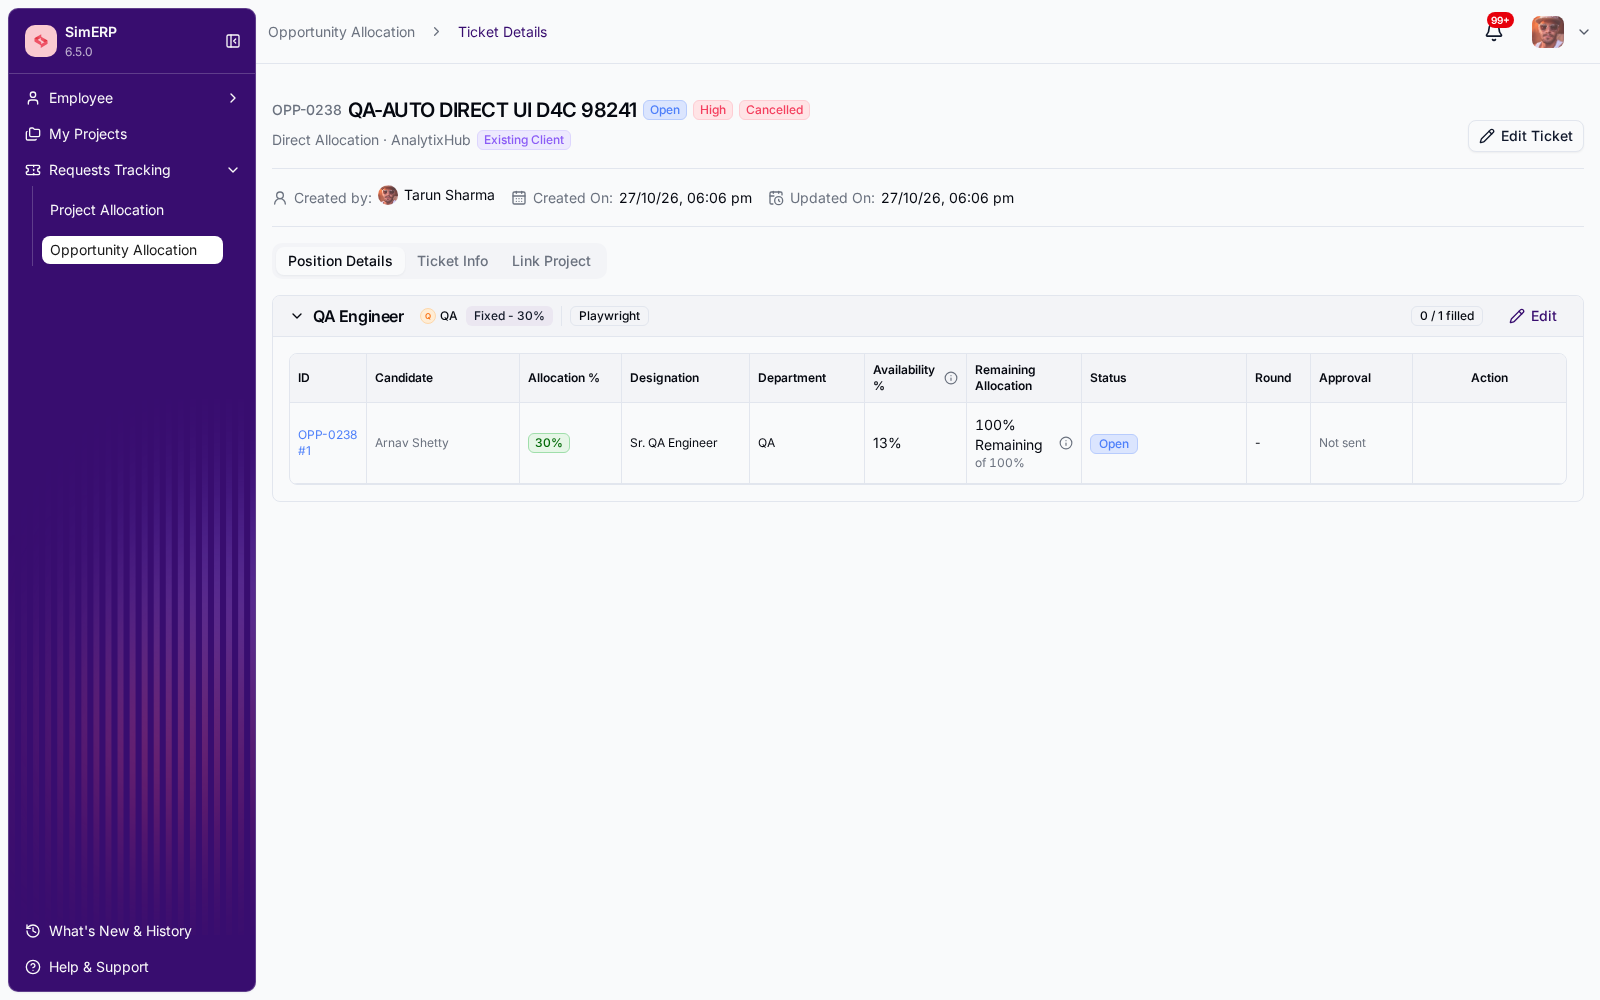 SimERP
6.5.0
Employee
My Projects
Requests Tracking
Project Allocation
Opportunity Allocation
What's New & History
Help & Support
Opportunity Allocation > Ticket Details
99+
OPP-0238 QA-AUTO DIRECT UI D4C 98241 Open High Cancelled
Direct Allocation · AnalytixHub Existing Client
Edit Ticket
Created by: Tarun Sharma Created On: 27/10/26, 06:06 pm Updated On: 27/10/26, 06:06 pm
Position Details Ticket Info Link Project
QA Engineer Q QA Fixed - 30% Playwright 0 / 1 filled Edit
ID Candidate Allocation % Designation Department Availability % Remaining Allocation Status Round Approval Action
OPP-0238 #1 Arnav Shetty 30% Sr. QA Engineer QA 13% 100% Remaining of 100% Open - Not sent